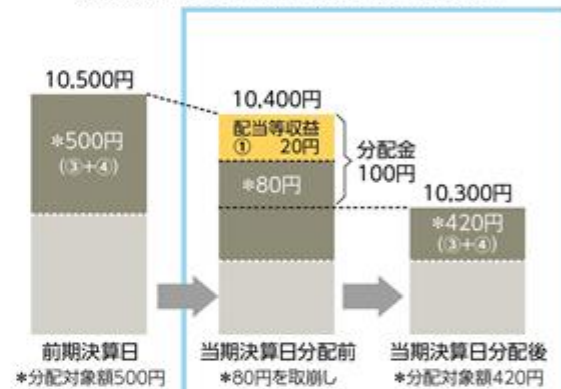 10,500円
＊500円
(③+④)
10,400円
配当等収益
① 20円
＊80円
分配金
100円
10,300円
＊420円
(③+④)
前期決算日
＊分配対象額500円
当期決算日分配前
＊80円を取崩し
当期決算日分配後
＊分配対象額420円